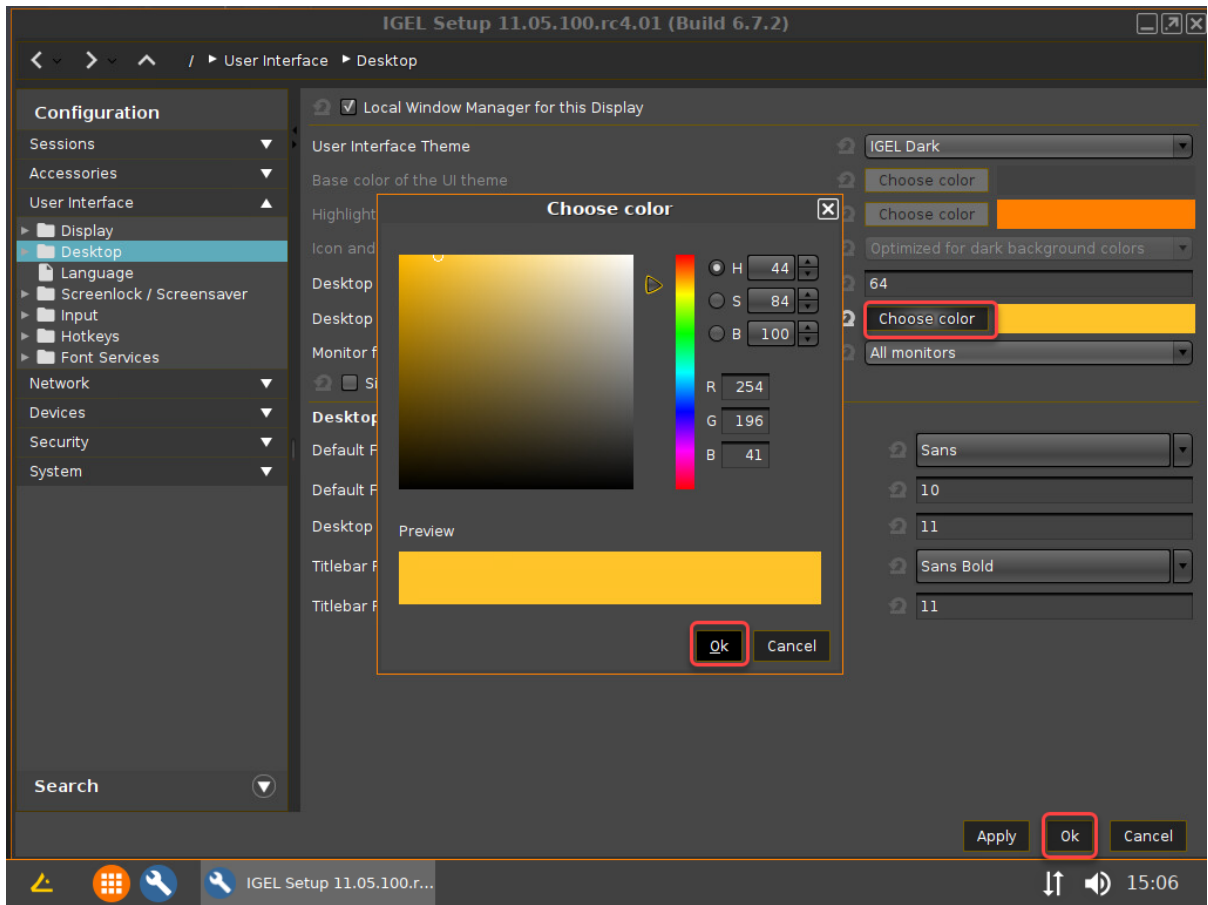 IGEL Setup 11.05.100.rc4.01 (Build 6.7.2)
/ User Interface Desktop
Configuration
Sessions
Accessories
User Interface
Display
Desktop
Language
Screenlock / Screensaver
Input
Hotkeys
Font Services
Network
Devices
Security
System
Search
Local Window Manager for this Display
User Interface Theme
IGEL Dark
Base color of the UI theme
Choose color
Highlight
Choose color
Icon and
Optimized for dark background colors
Desktop
64
Desktop
Choose color
Monitor f
All monitors
Si
Desktop
Default F
Sans
Default F
10
Desktop
11
Titlebar F
Sans Bold
Titlebar F
11
Choose color
H 44
S 84
B 100
R 254
G 196
B 41
Preview
Ok Cancel
Apply Ok Cancel
IGEL Setup 11.05.100.r...
15:06